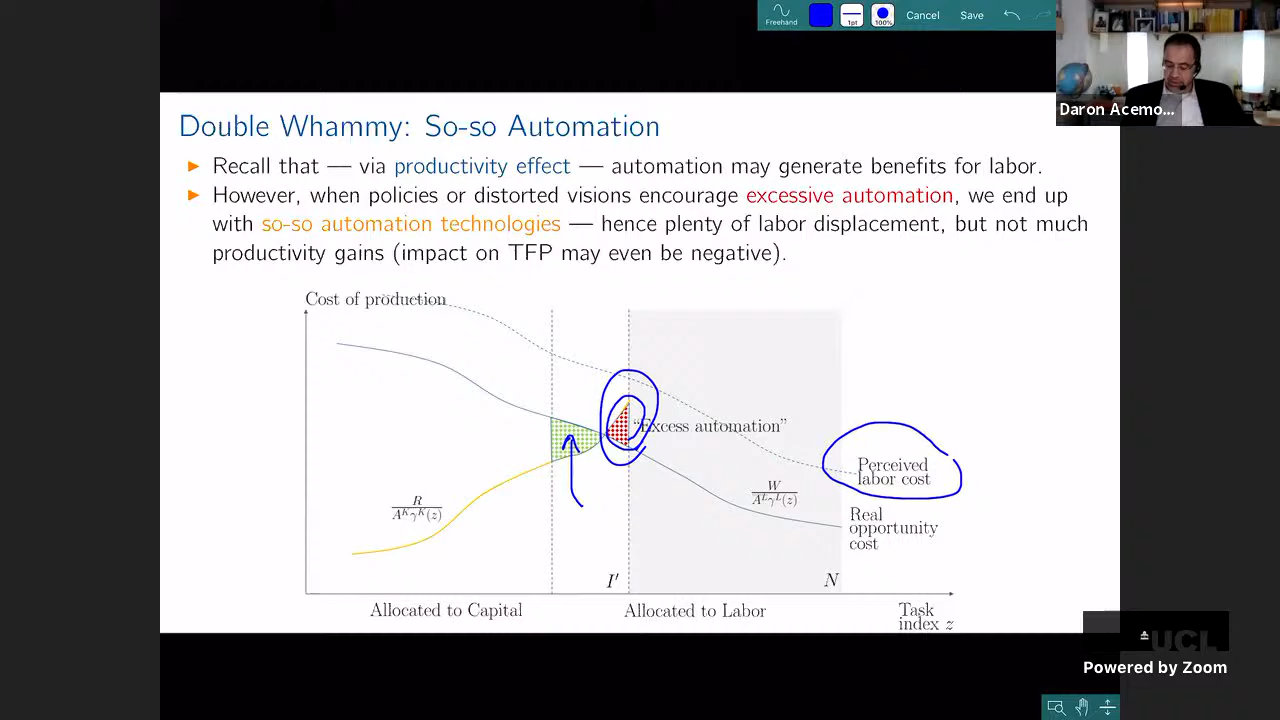 Freehand
1pt
100%
Cancel
Save
Daron Acemo...
Double Whammy: So-so Automation
Recall that — via productivity effect — automation may generate benefits for labor.
However, when policies or distorted visions encourage excessive automation, we end up
with so-so automation technologies — hence plenty of labor displacement, but not much
productivity gains (impact on TFP may even be negative).
Cost of production
"Excess automation"
Perceived
labor cost
W
A^L γ^L(z)
R
A^K γ^K(z)
Real
opportunity
cost
I′
N
Allocated to Capital
Allocated to Labor
Task
index z
UCL
Powered by Zoom